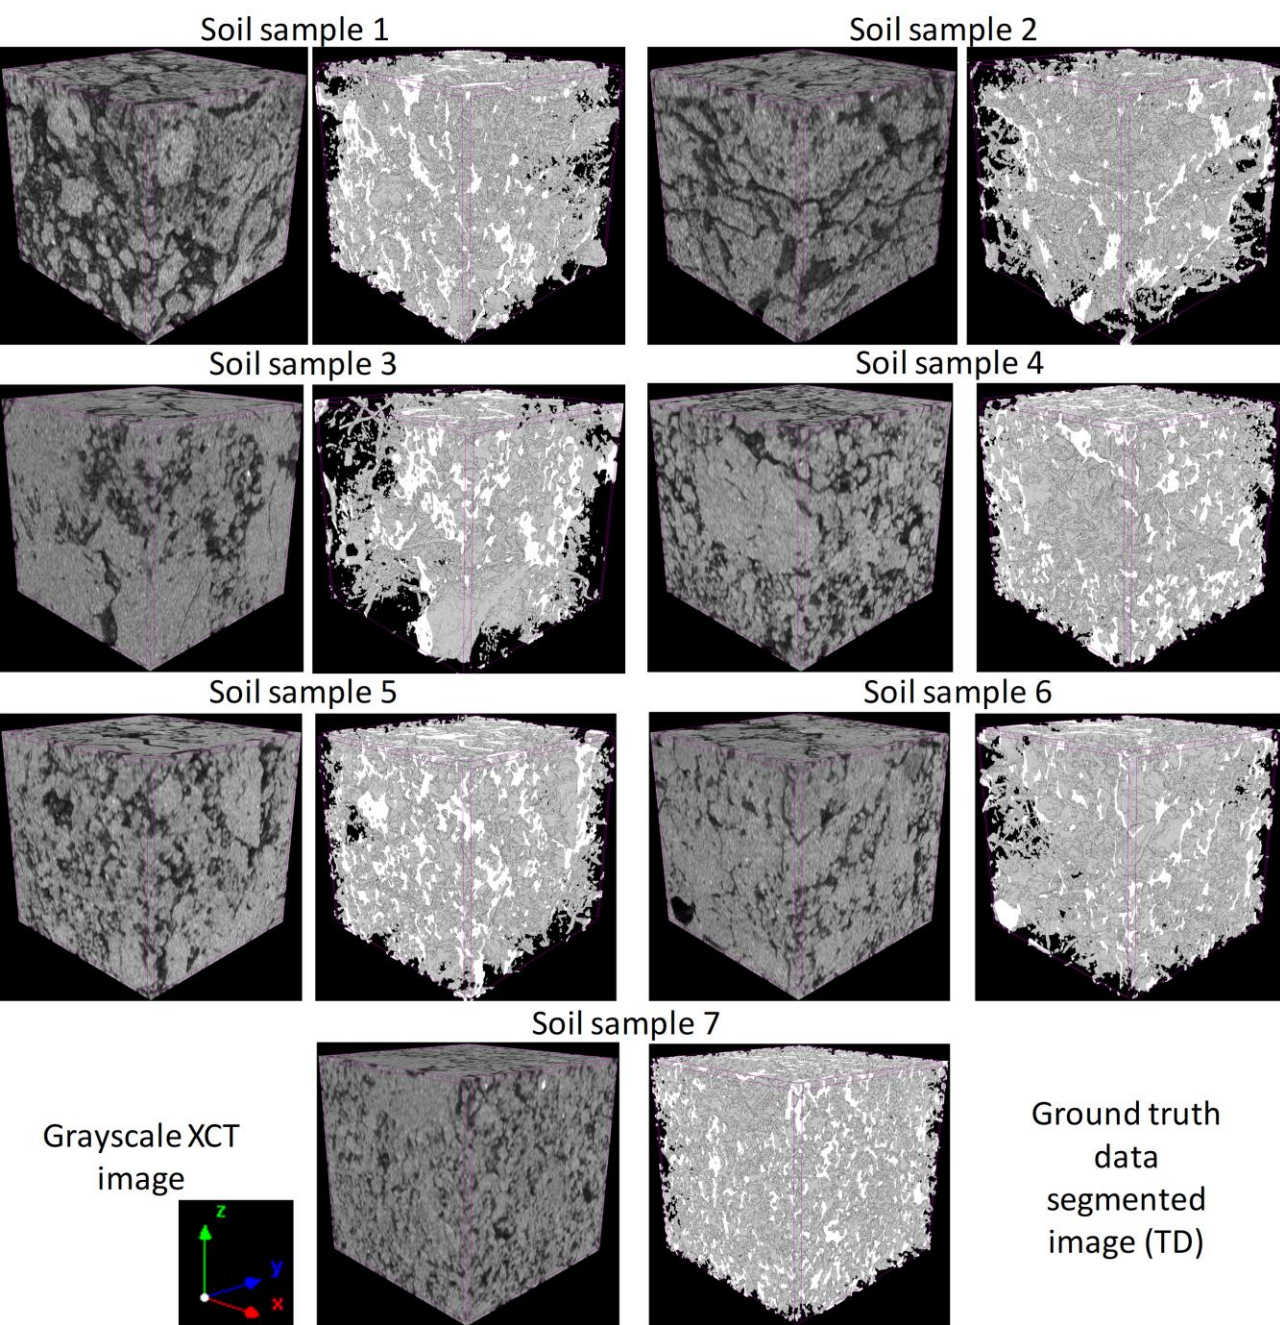 Soil sample 1
Soil sample 2
Soil sample 3
Soil sample 4
Soil sample 5
Soil sample 6
Soil sample 7
Grayscale XCT
image
z
y
x
Ground truth
data
segmented
image (TD)